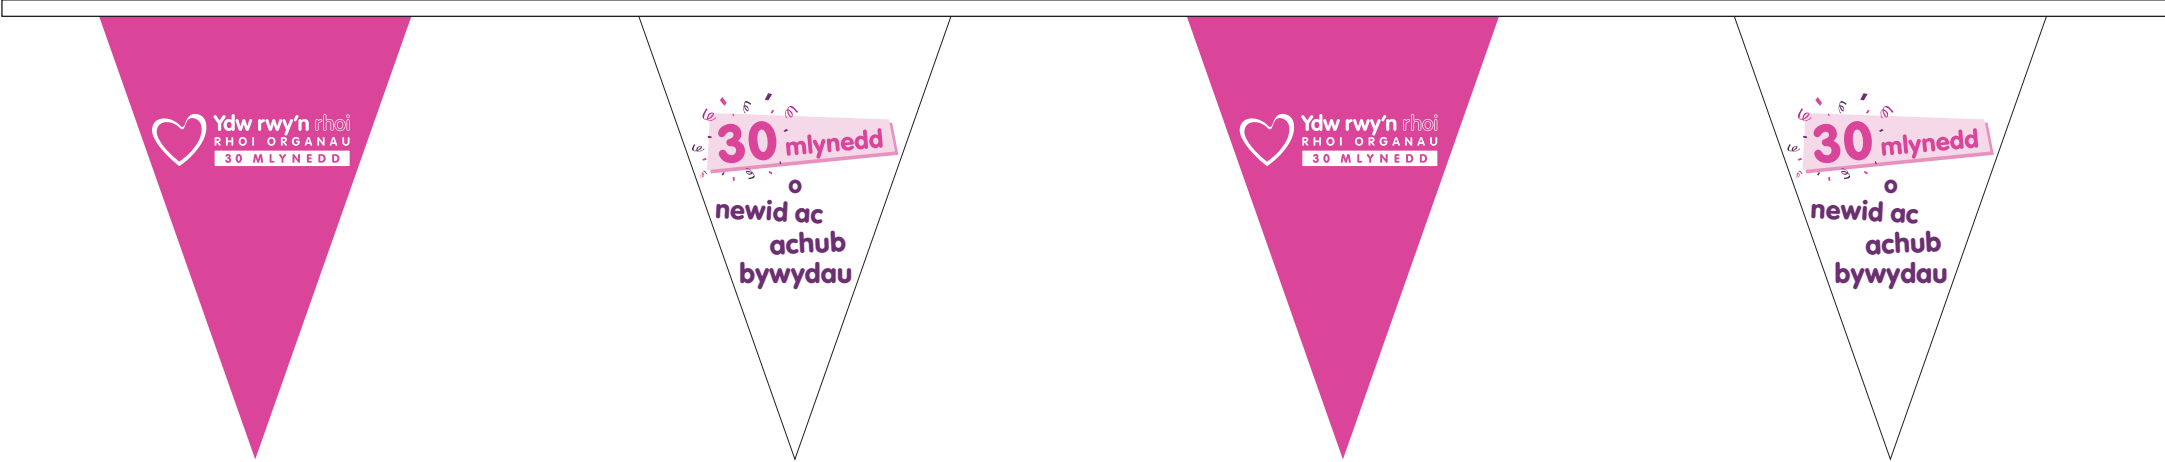 Ydw rwy'n rhoi
RHOI ORGANAU
30 MLYNEDD
30 mlynedd
o
newid ac
achub
bywydau
Ydw rwy'n rhoi
RHOI ORGANAU
30 MLYNEDD
30 mlynedd
o
newid ac
achub
bywydau